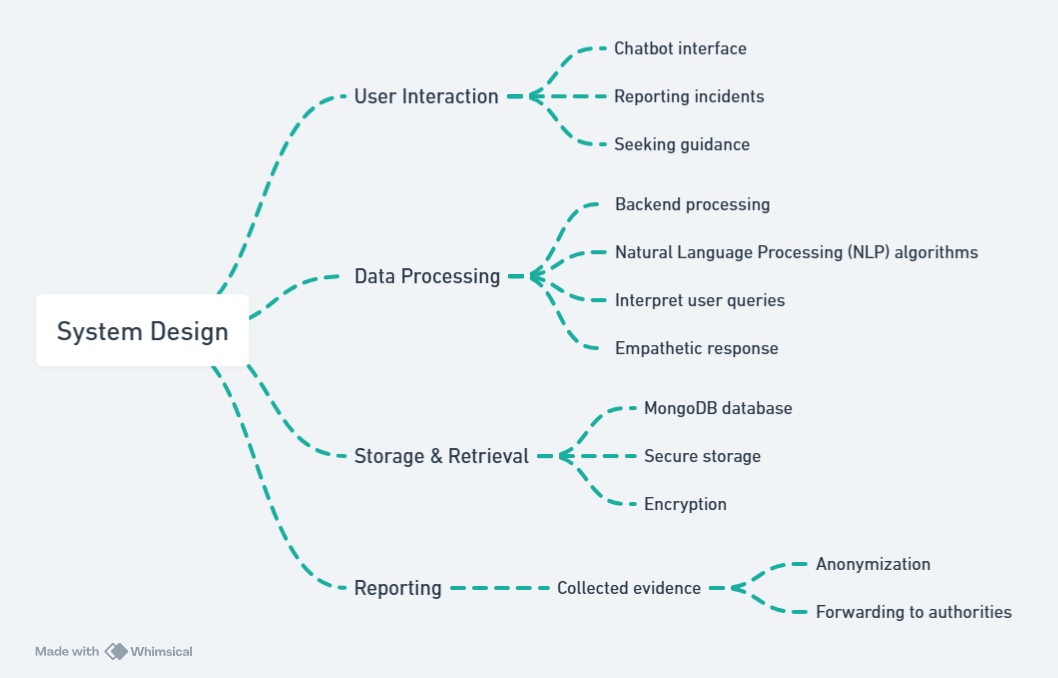 System Design
User Interaction
Chatbot interface
Reporting incidents
Seeking guidance
Data Processing
Backend processing
Natural Language Processing (NLP) algorithms
Interpret user queries
Empathetic response
Storage & Retrieval
MongoDB database
Secure storage
Encryption
Reporting
Collected evidence
Anonymization
Forwarding to authorities
Made with Whimsical